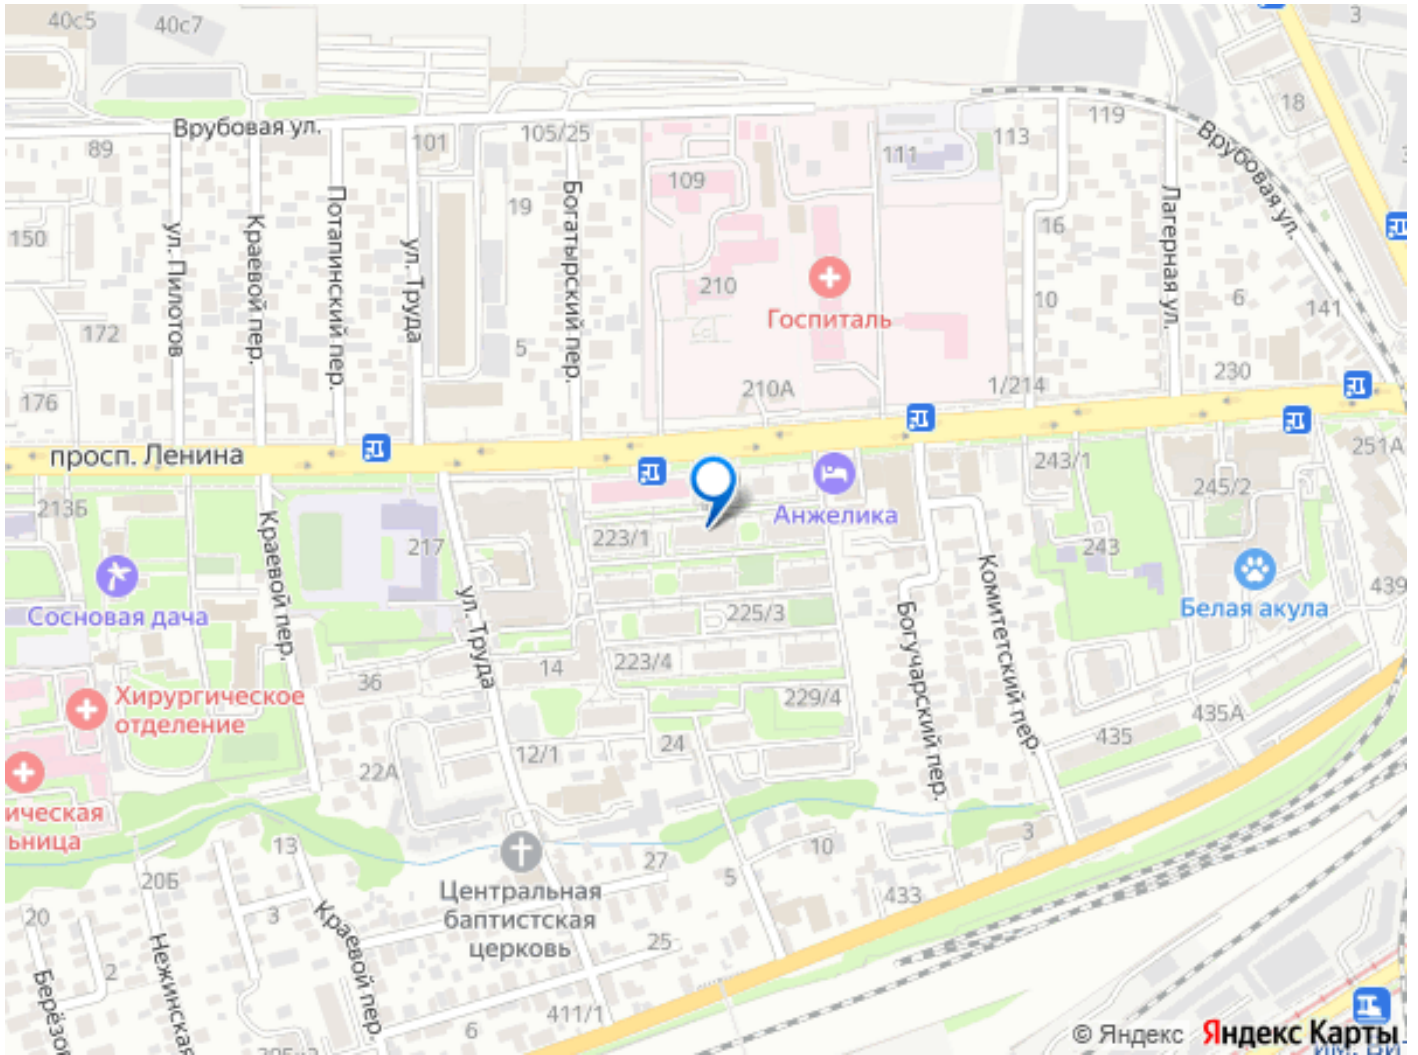 40с5
40с7
3
18
Врубовая ул.
89
101
105/25
119
113
111
Врубовая ул.
109
19
16
150
ул. Пилотов
Краевой пер.
Потапинский пер.
ул. Труда
Богатырский пер.
Лагерная ул.
210
Госпиталь
10
6
141
172
5
176
210А
1/214
230
просп. Ленина
251А
243/1
245/2
213Б
Анжелика
Краевой пер.
217
223/1
243
Сосновая дача
ул. Труда
225/3
Богучарский пер.
Комитетский пер.
Белая акула
439
14
223/4
36
Хирургическое
отделение
229/4
435А
435
24
12/1
22А
ическая
ьница
13
3
10
27
20Б
5
433
Центральная
баптистская
церковь
20
3
Краевой пер.
25
Нежинская
2
Берёзо
411/1
6
© Яндекс
Яндекс Карты